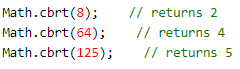 Math.cbrt(8);    // returns 2
Math.cbrt(64);    // returns 4
Math.cbrt(125);    // returns 5